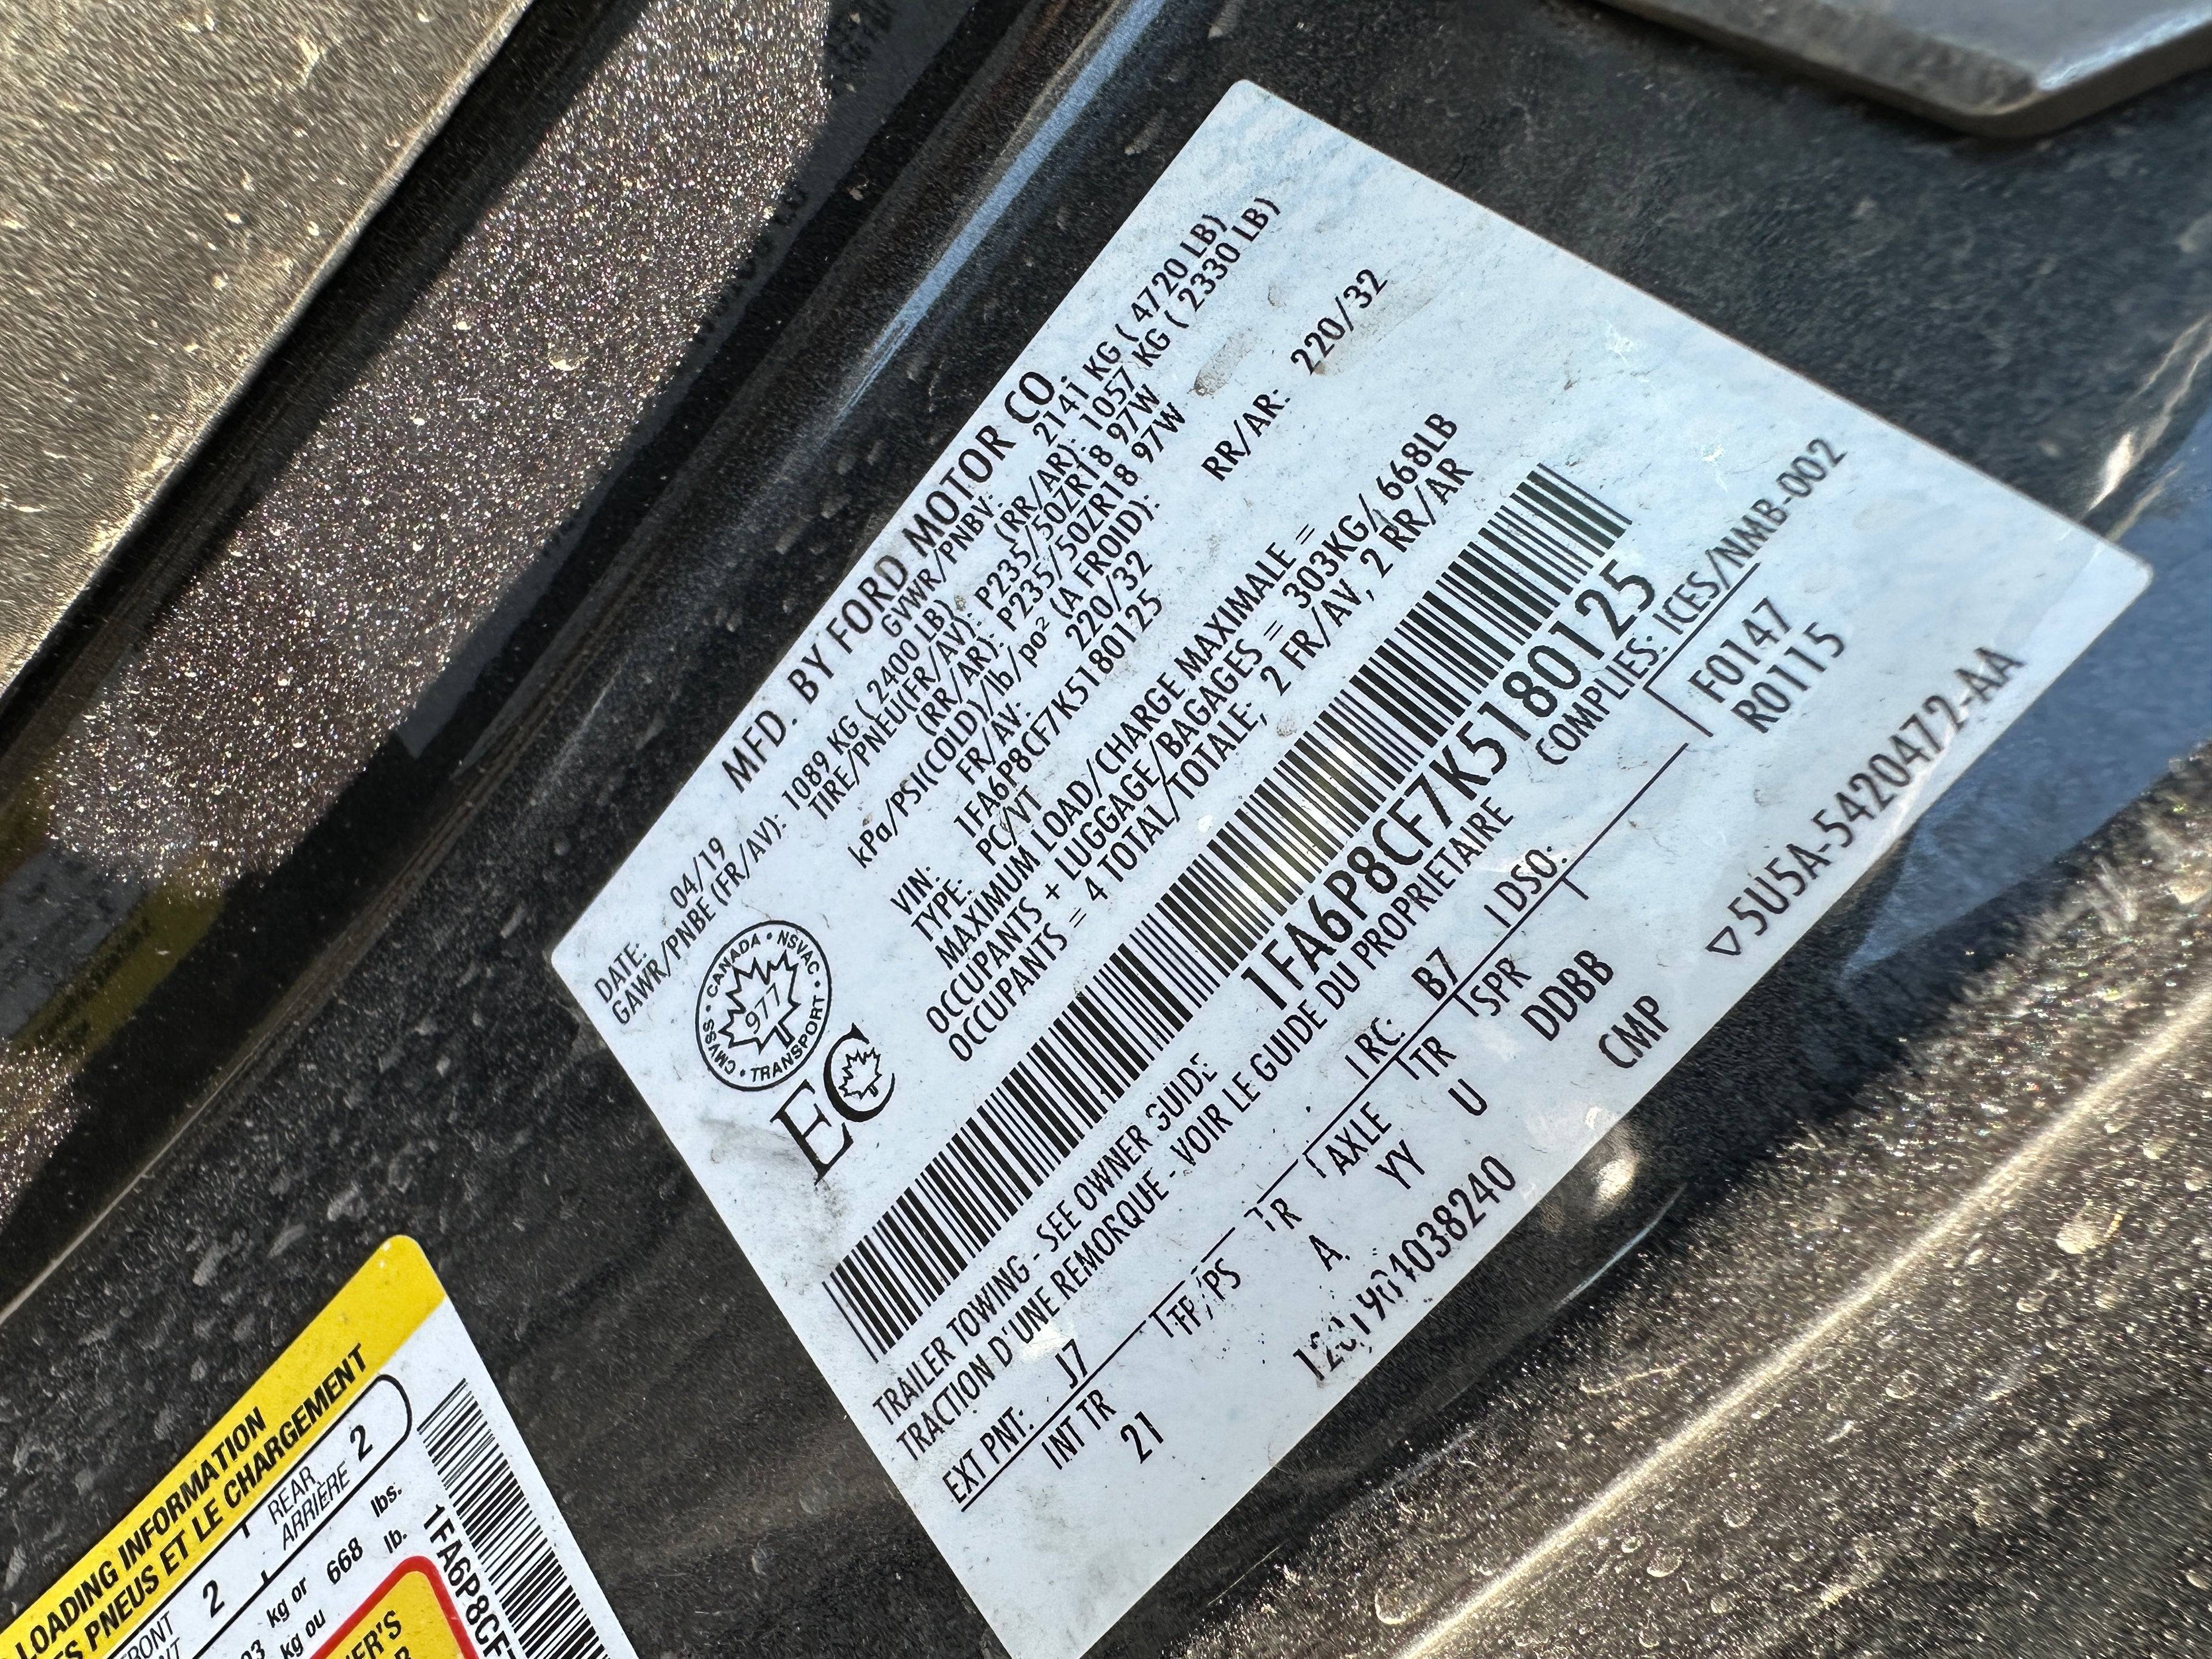 MFD. BY FORD MOTOR CO.
DATE: 04/19 GVWR/PNBV: 2141 KG ( 4720 LB)
GAWR/PNBE (FR/AV): 1089 KG ( 2400 LB) (RR/AR): 1057 KG ( 2330 LB)
TIRE/PNEU(FR/AV): P235/50ZR18 97W
(RR/AR): P235/50ZR18 97W
kPa/PSI(COLD)/lb/po² (A FROID):
FR/AV: 220/32 RR/AR: 220/32
VIN: 1FA6P8CF7K5180125
TYPE: PC/VT
MAXIMUM LOAD/CHARGE MAXIMALE =
OCCUPANTS + LUGGAGE/BAGAGES = 303KG/ 668LB
OCCUPANTS = 4 TOTAL/TOTALE, 2 FR/AV, 2 RR/AR
CANADA • NSVAC • TRANSPORT • CMVSS
977
EC
1FA6P8CF7K5180125
TRAILER TOWING - SEE OWNER GUIDE COMPLIES: ICES/NMB-002
TRACTION D'UNE REMORQUE - VOIR LE GUIDE DU PROPRIETAIRE
EXT PNT: J7 RC: B7 DSO: F0147
INT TR TP/PS R AXLE TR SPR R0115
21 A YY U DDBB
CMP
5U5A-5420472-AA
LOADING INFORMATION
PNEUS ET LE CHARGEMENT
2 REAR 2
ARRIÈRE
kg or 668 lbs.
kg ou lb.